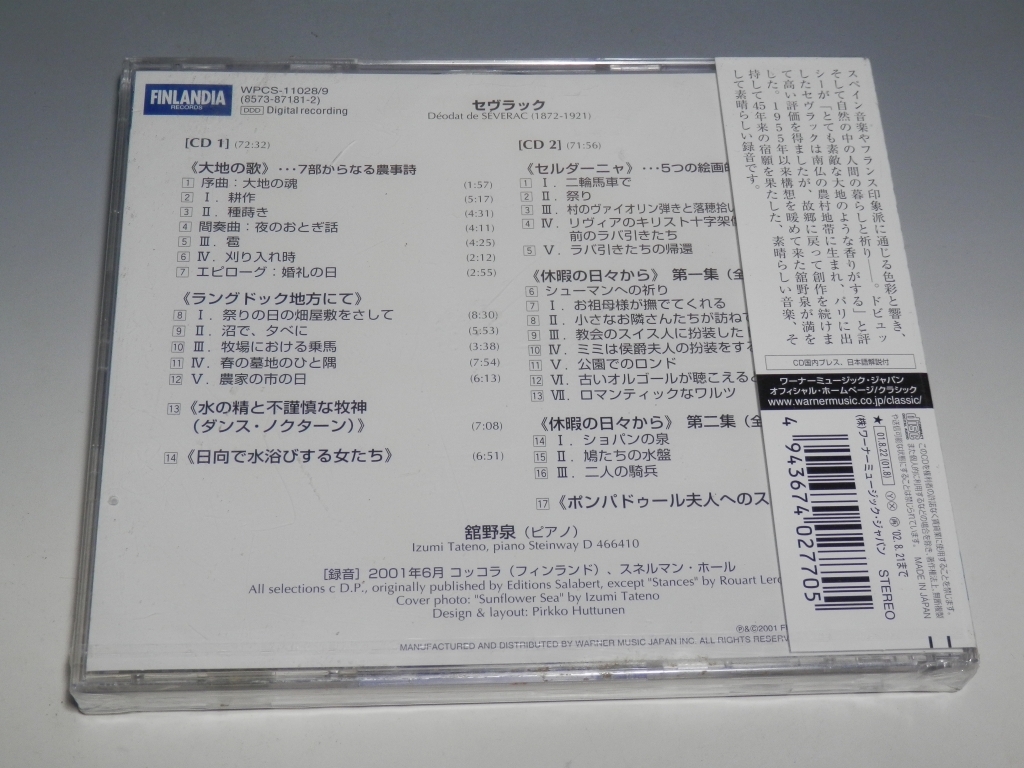 FINLANDIA
RECORDS
WPCS-11028/9
(8573-87181-2)
DDD Digital recording
セヴラック
Déodat de SÉVERAC (1872-1921)
[CD 1] (72:32)
《大地の歌》 ･･･7部からなる農事詩
1 序曲：大地の魂 (1:57)
2 Ⅰ．耕作 (5:17)
3 Ⅱ．種蒔き (4:31)
4 間奏曲：夜のおとぎ話 (4:11)
5 Ⅲ．雹 (4:25)
6 Ⅳ．刈り入れ時 (2:12)
7 エピローグ：婚礼の日 (2:55)
《ラングドック地方にて》
8 Ⅰ．祭りの日の畑屋敷をさして (8:30)
9 Ⅱ．沼で、夕べに (5:53)
10 Ⅲ．牧場における乗馬 (3:38)
11 Ⅳ．春の墓地のひと隅 (7:54)
12 Ⅴ．農家の市の日 (6:13)
13 《水の精と不謹慎な牧神
（ダンス・ノクターン）》 (7:08)
14 《日向で水浴びする女たち》 (6:51)
[CD 2] (71:56)
《セルダーニャ》 ･･･5つの絵画的
1 Ⅰ．二輪馬車で
2 Ⅱ．祭り
3 Ⅲ．村のヴァイオリン弾きと落穂拾い
4 Ⅳ．リヴィアのキリスト十字架像
前のラバ引きたち
5 Ⅴ．ラバ引きたちの帰還
《休暇の日々から》 第一集（全
6 シューマンへの祈り
7 Ⅰ．お祖母様が撫でてくれる
8 Ⅱ．小さなお隣さんたちが訪ねて
9 Ⅲ．教会のスイス人に扮装した
10 Ⅳ．ミミは侯爵夫人の扮装をする
11 Ⅴ．公園でのロンド
12 Ⅵ．古いオルゴールが聴こえると
13 Ⅶ．ロマンティックなワルツ
《休暇の日々から》 第二集（全
14 Ⅰ．ショパンの泉
15 Ⅱ．鳩たちの水盤
16 Ⅲ．二人の騎兵
17 《ポンパドゥール夫人へのス
舘野泉（ピアノ）
Izumi Tateno, piano Steinway D 466410
［録音］2001年6月 コッコラ（フィンランド）、スネルマン・ホール
All selections c D.P., originally published by Editions Salabert, except "Stances" by Rouart Lero
Cover photo: "Sunflower Sea" by Izumi Tateno
Design & layout: Pirkko Huttunen
℗&©2001 F
MANUFACTURED AND DISTRIBUTED BY WARNER MUSIC JAPAN INC. ALL RIGHTS RESERV
スペイン音楽やフランス印象派に通じる色彩と響き、
そして自然の中の人間の暮らしと祈り――。ドビュッ
シーが「とても素敵な大地のような香りがする」と評
したセヴラックは南仏の農村地帯に生まれ、パリに出
て高い評価を得ましたが、故郷に戻って創作を続けま
した。1955年以来構想を暖めて来た舘野泉が満を
持して45年来の宿願を果たした、素晴らしい音楽、そ
して素晴らしい録音です。
CD国内プレス、日本語解説付
ワーナーミュージック・ジャパン
オフィシャル・ホームページ/クラシック
www.warnermusic.co.jp/classic/
4943674027705
★ 01.8.22 (01.8) '02.8.21まで
(株)ワーナーミュージック・ジャパン STEREO
MADE IN JAPAN